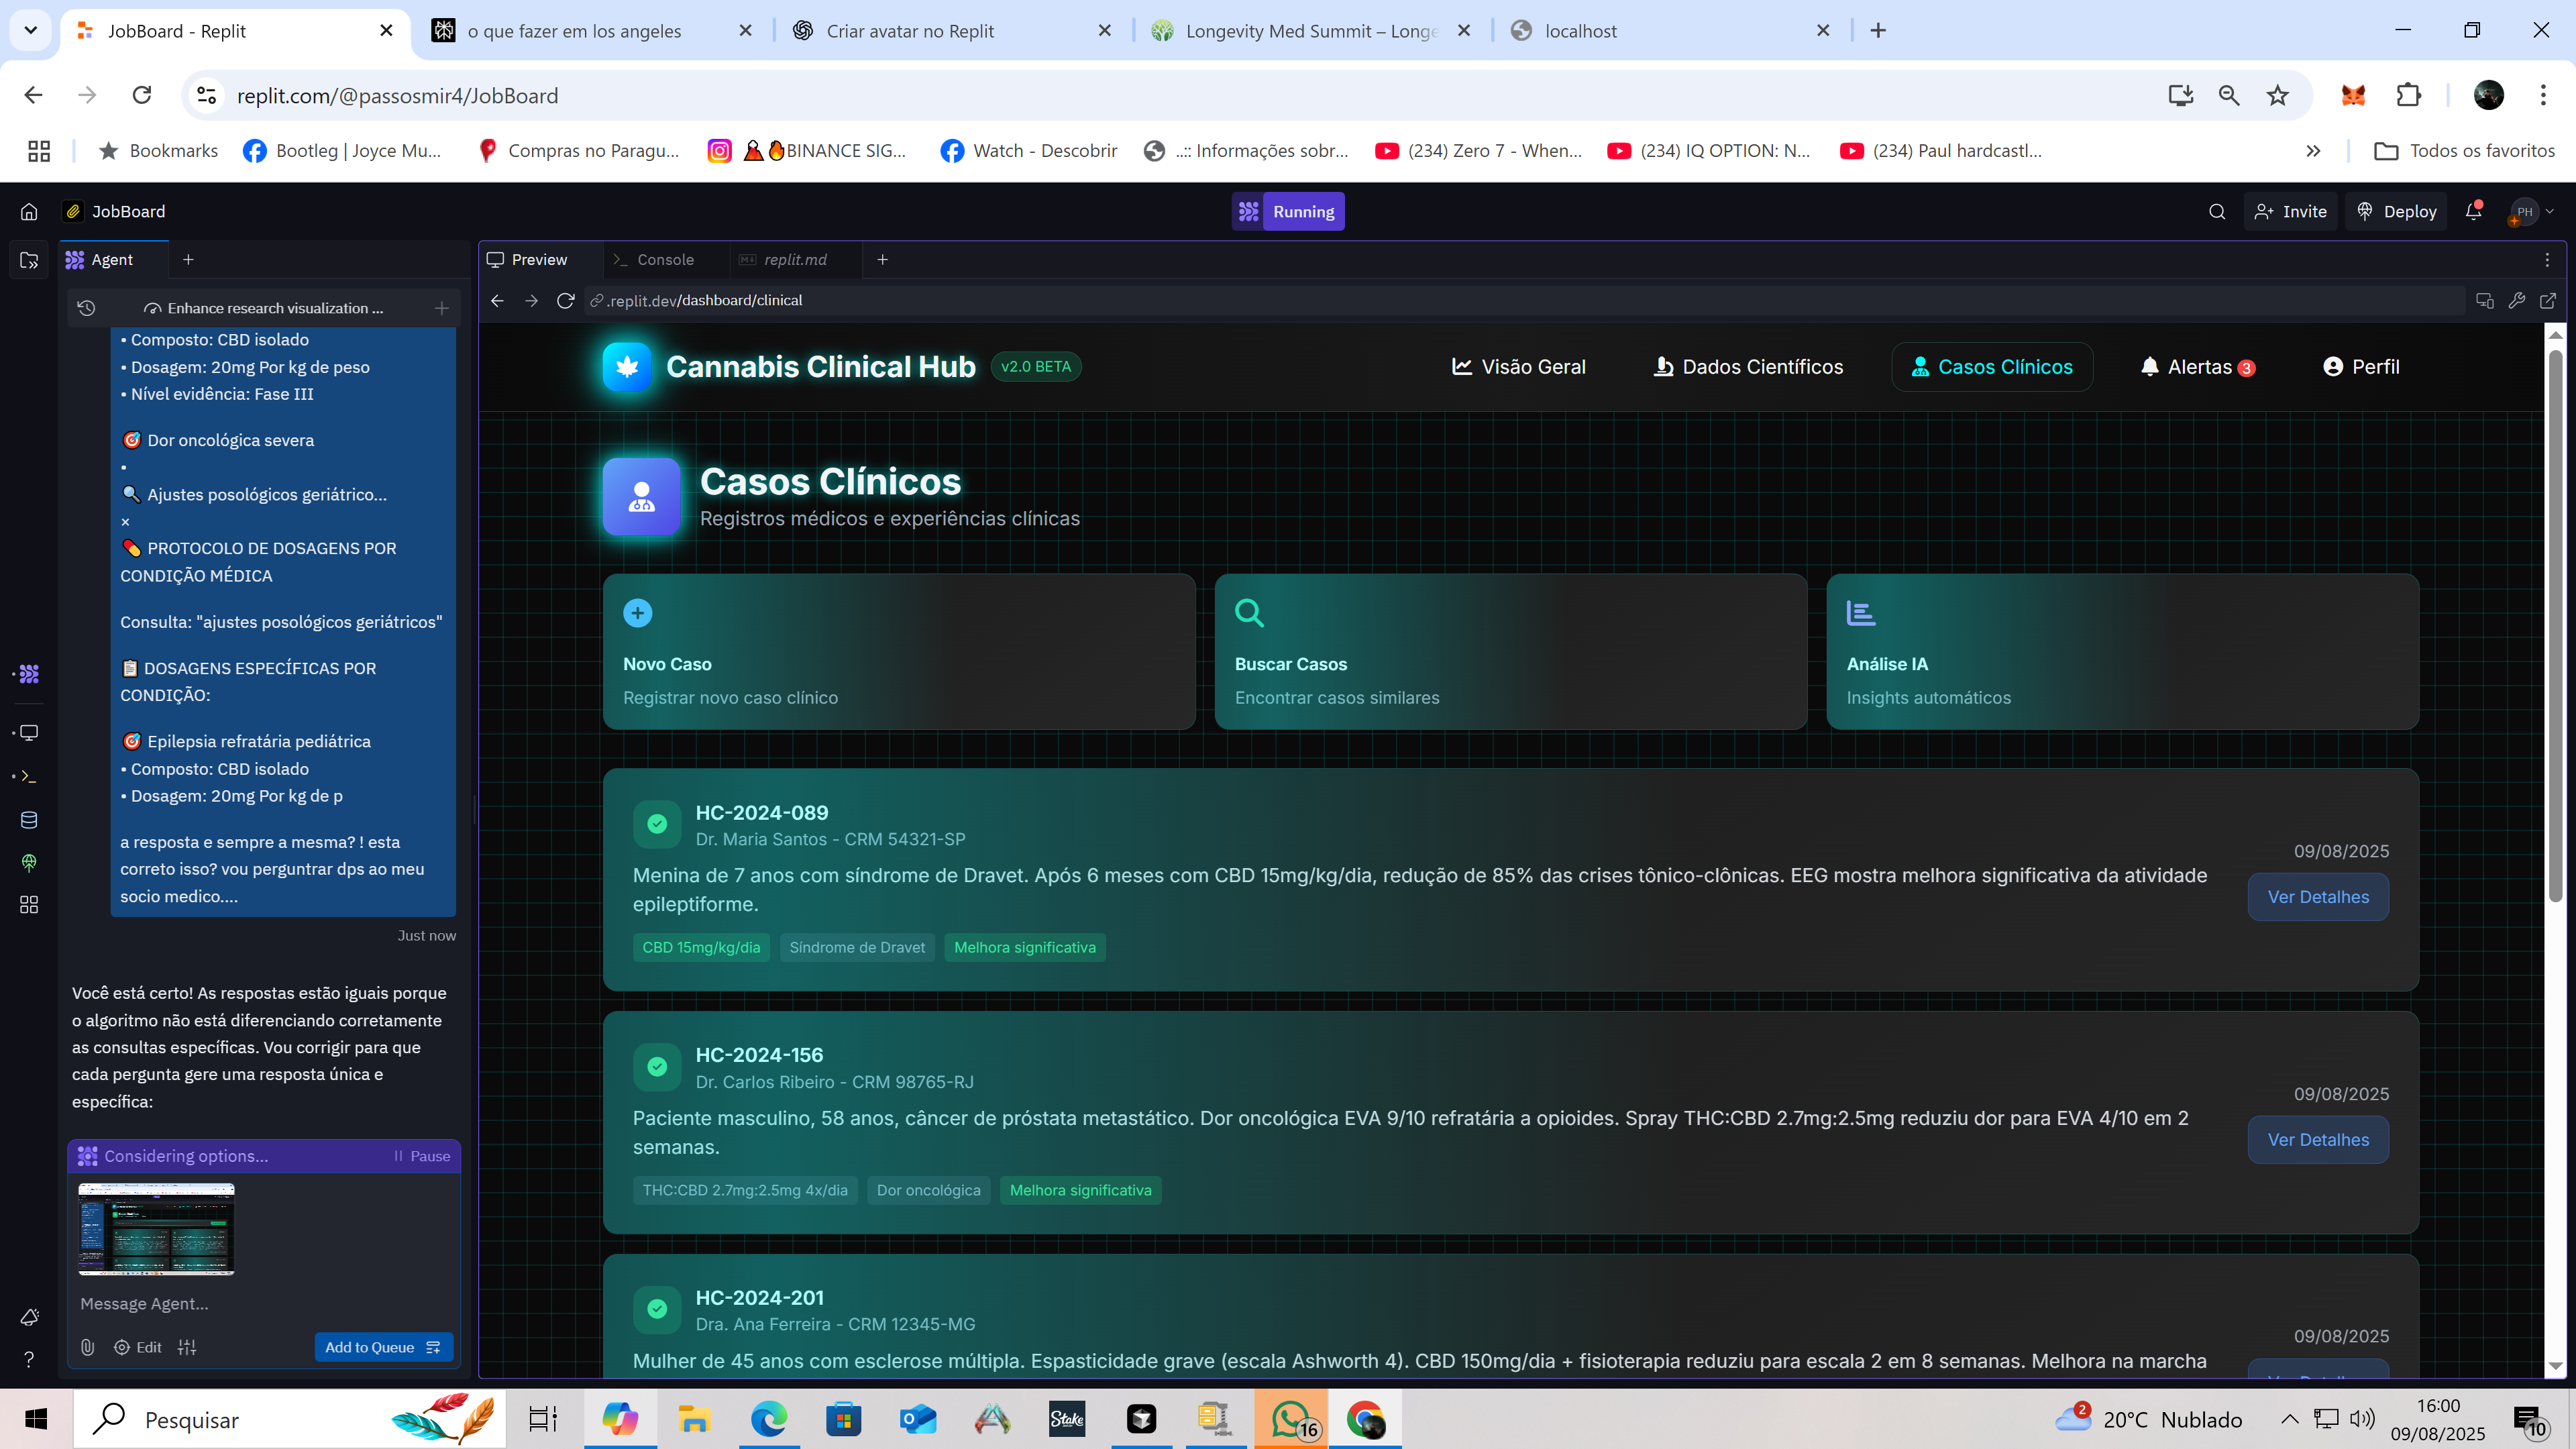 JobBoard - Replit
o que fazer em los angeles
Criar avatar no Replit
Longevity Med Summit – Longe
localhost
replit.com/@passosmir4/JobBoard
Bookmarks
Bootleg | Joyce Mu...
Compras no Paragu...
BINANCE SIG...
Watch - Descobrir
..:: Informações sobr...
(234) Zero 7 - When...
(234) IQ OPTION: N...
(234) Paul hardcastl...
Todos os favoritos
JobBoard
Running
Invite
Deploy
PH
Agent
Preview
Console
replit.md
Enhance research visualization ...
.replit.dev/dashboard/clinical
• Composto: CBD isolado
• Dosagem: 20mg Por kg de peso
• Nível evidência: Fase III
🎯 Dor oncológica severa
•
🔍 Ajustes posológicos geriátrico...
×
💊 PROTOCOLO DE DOSAGENS POR
CONDIÇÃO MÉDICA
Consulta: "ajustes posológicos geriátricos"
📋 DOSAGENS ESPECÍFICAS POR
CONDIÇÃO:
🎯 Epilepsia refratária pediátrica
• Composto: CBD isolado
• Dosagem: 20mg Por kg de p
a resposta e sempre a mesma? ! esta
correto isso? vou perguntrar dps ao meu
socio medico....
Just now
Você está certo! As respostas estão iguais porque
o algoritmo não está diferenciando corretamente
as consultas específicas. Vou corrigir para que
cada pergunta gere uma resposta única e
específica:
Considering options...
Pause
Message Agent...
Edit
Add to Queue
Cannabis Clinical Hub
v2.0 BETA
Visão Geral
Dados Científicos
Casos Clínicos
Alertas 3
Perfil
Casos Clínicos
Registros médicos e experiências clínicas
Novo Caso
Registrar novo caso clínico
Buscar Casos
Encontrar casos similares
Análise IA
Insights automáticos
HC-2024-089
Dr. Maria Santos - CRM 54321-SP
Menina de 7 anos com síndrome de Dravet. Após 6 meses com CBD 15mg/kg/dia, redução de 85% das crises tônico-clônicas. EEG mostra melhora significativa da atividade
epileptiforme.
CBD 15mg/kg/dia
Síndrome de Dravet
Melhora significativa
09/08/2025
Ver Detalhes
HC-2024-156
Dr. Carlos Ribeiro - CRM 98765-RJ
Paciente masculino, 58 anos, câncer de próstata metastático. Dor oncológica EVA 9/10 refratária a opioides. Spray THC:CBD 2.7mg:2.5mg reduziu dor para EVA 4/10 em 2
semanas.
THC:CBD 2.7mg:2.5mg 4x/dia
Dor oncológica
Melhora significativa
09/08/2025
Ver Detalhes
HC-2024-201
Dra. Ana Ferreira - CRM 12345-MG
Mulher de 45 anos com esclerose múltipla. Espasticidade grave (escala Ashworth 4). CBD 150mg/dia + fisioterapia reduziu para escala 2 em 8 semanas. Melhora na marcha
09/08/2025
Pesquisar
Stake
16
2
20°C Nublado
16:00
09/08/2025
10